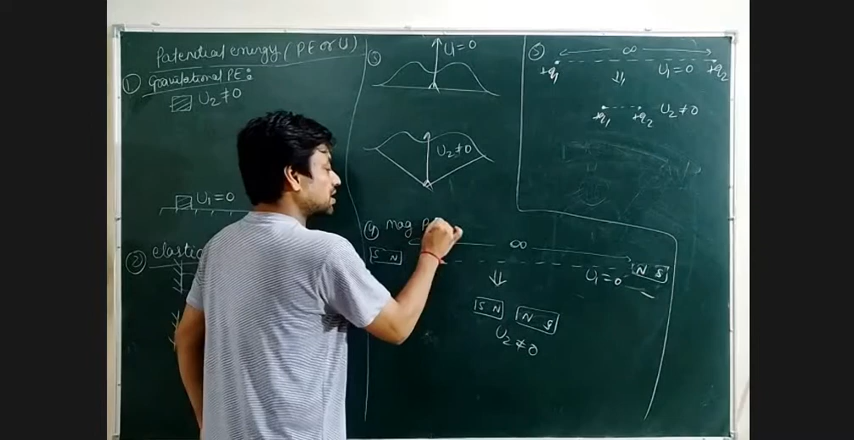 Potential energy (PE or U)
① Gravitational PE:
U₂ ≠ 0
U₁ = 0
② elastic
③ U₁ = 0
U₂ ≠ 0
④ mag P
∞
S N
N S
U₁ = 0
⇓
S N
N S
U₂ ≠ 0
⑤ ∞
+q₁ U₁ = 0 +q₂
⇓
+q₁ +q₂ U₂ ≠ 0